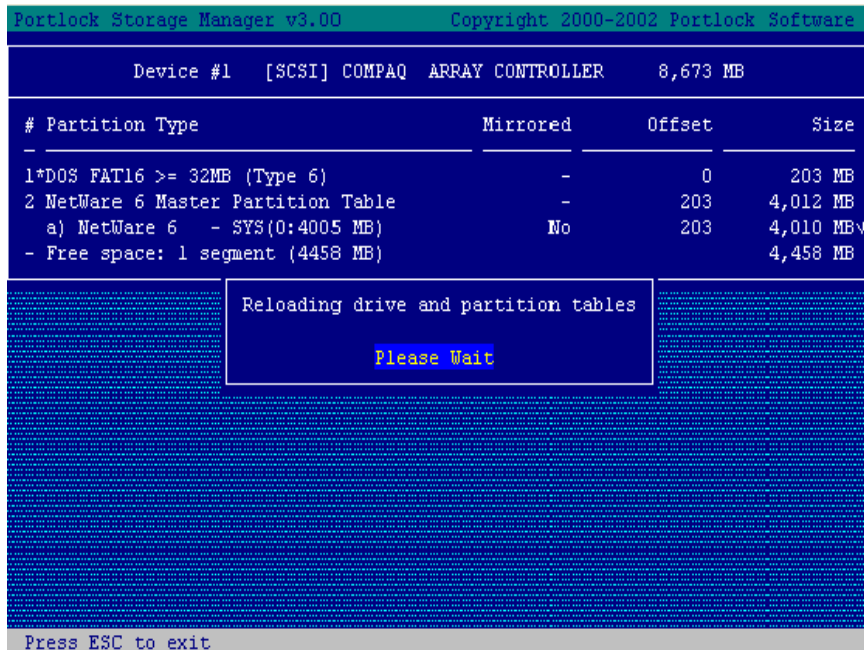 Portlock Storage Manager v3.00 Copyright 2000-2002 Portlock Software
Device #1 [SCSI] COMPAQ ARRAY CONTROLLER 8,673 MB
# Partition Type Mirrored Offset Size
1*DOS FAT16 >= 32MB (Type 6) - 0 203 MB
2 NetWare 6 Master Partition Table - 203 4,012 MB
a) NetWare 6 - SYS(0:4005 MB) No 203 4,010 MBv
- Free space: 1 segment (4458 MB) 4,458 MB
Reloading drive and partition tables
Please Wait
Press ESC to exit